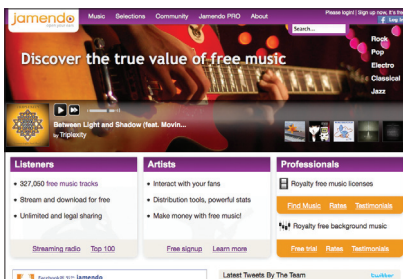 jamendo
Music Selections Community Jamendo PRO About
Please login! | Sign up now, it's free
Log In
Search...
Rock
Pop
Electro
Classical
Jazz
Discover the true value of free music
Between Light and Shadow (feat. Movin...
by Triplexity
Listeners
• 327,050 free music tracks
• Stream and download for free
• Unlimited and legal sharing
Streaming radio Top 100
Artists
• Interact with your fans
• Distribution tools, powerful stats
• Make money with free music!
Free signup Learn more
Professionals
Royalty free music licenses
Find Music Rates Testimonials
Royalty free background music
Free trial Rates Testimonials
jamendo
Latest Tweets By The Team
twitter